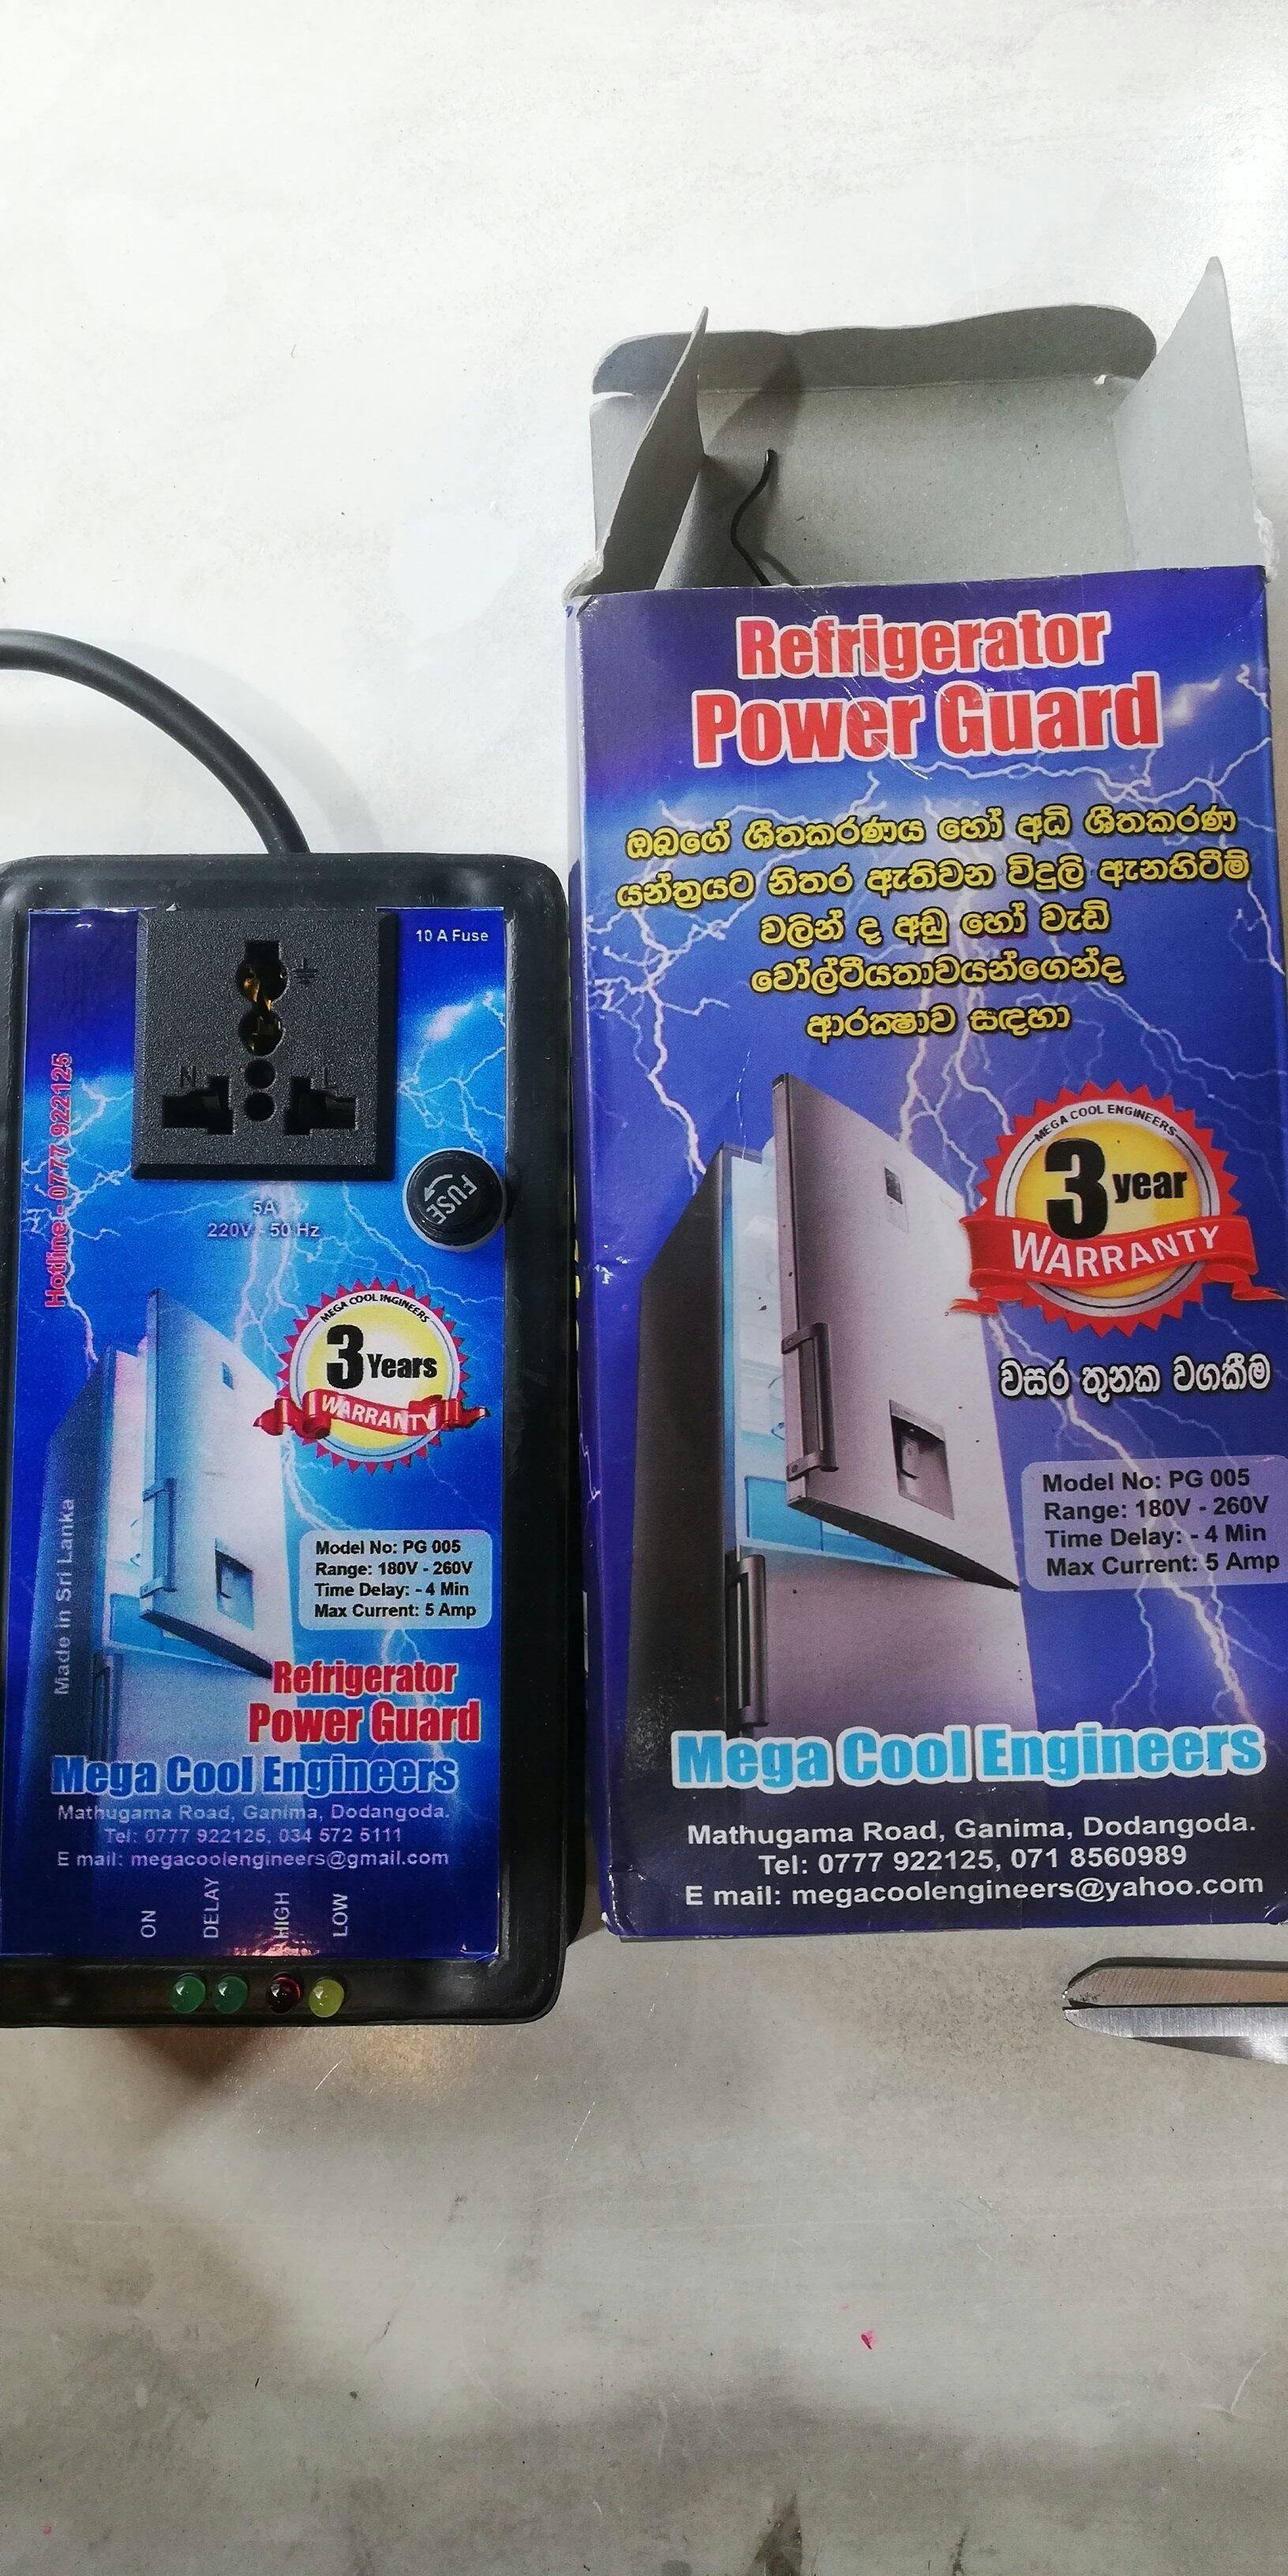 10 A Fuse
N
L
FUSE
5A
220V - 50 Hz
Hotline - 0777 922125
MEGA COOL INGINEERS
3 Years
WARRANTY
Made in Sri Lanka
Model No: PG 005
Range: 180V - 260V
Time Delay: - 4 Min
Max Current: 5 Amp
Refrigerator
Power Guard
Mega Cool Engineers
Mathugama Road, Ganima, Dodangoda.
Tel: 0777 922125, 034 572 5111
E mail: megacoolengineers@gmail.com
ON
DELAY
HIGH
LOW
Refrigerator
Power Guard
ඔබගේ ශීතකරණය හෝ අධි ශීතකරණ
යන්ත්‍රයට නිතර ඇතිවන විදුලි ඇනහිටීම්
වලින් ද අඩු හෝ වැඩි
වෝල්ටීයතාවයන්ගෙන්ද
ආරක්‍ෂාව සඳහා
MEGA COOL ENGINEERS
3 year
WARRANTY
වසර තුනක වගකීම
Model No: PG 005
Range: 180V - 260V
Time Delay: - 4 Min
Max Current: 5 Amp
Mega Cool Engineers
Mathugama Road, Ganima, Dodangoda.
Tel: 0777 922125, 071 8560989
E mail: megacoolengineers@yahoo.com